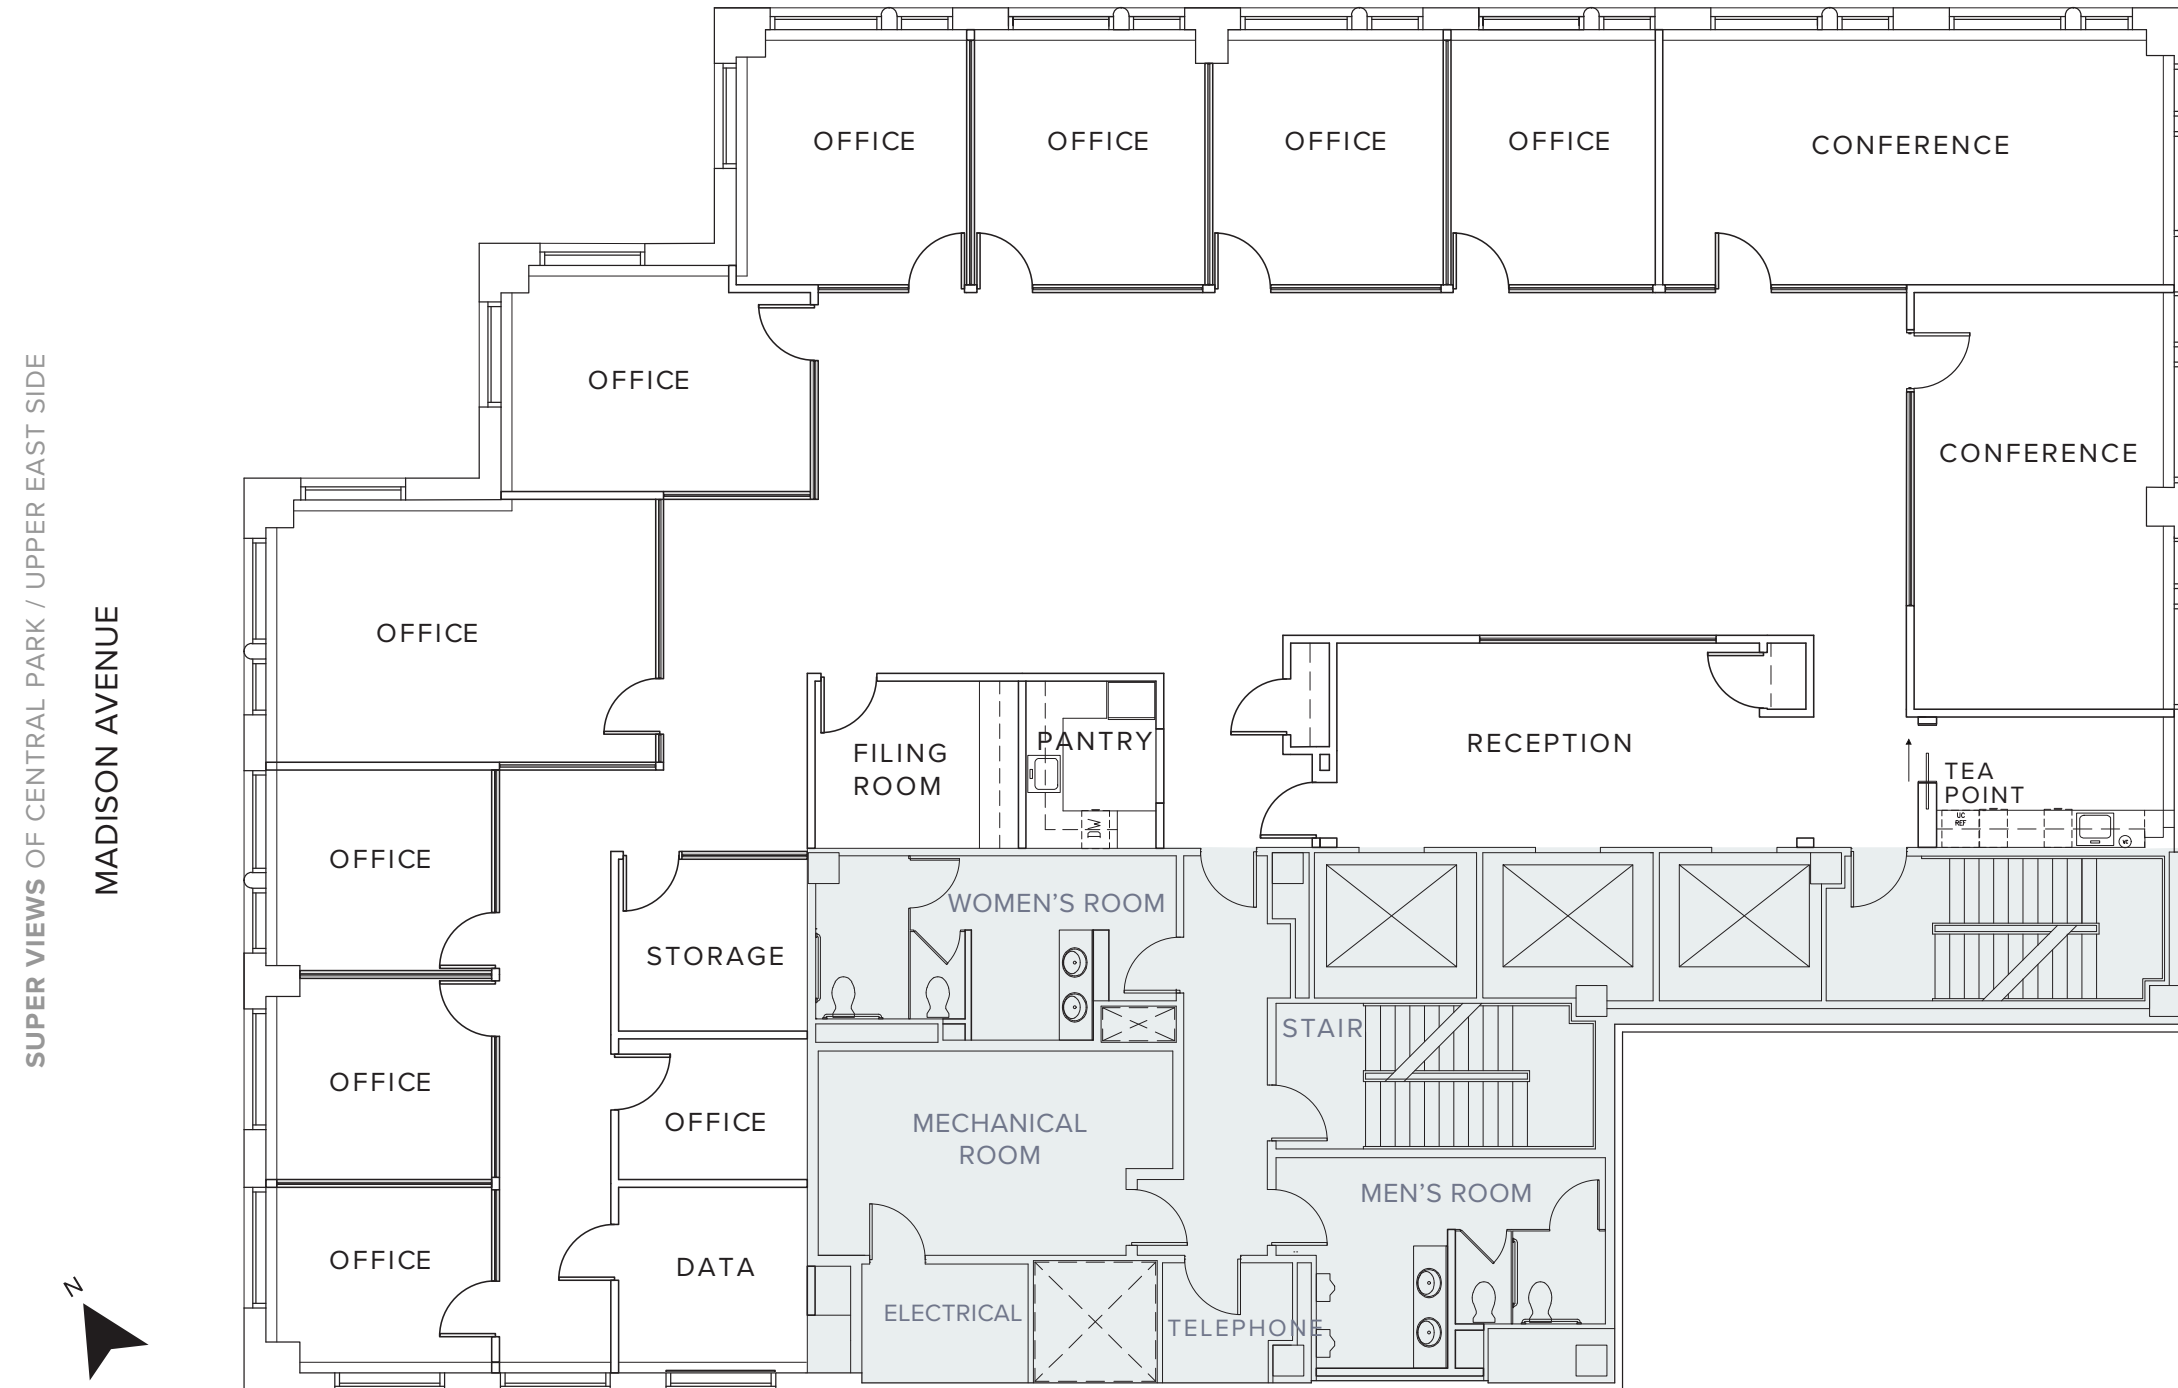 OFFICE
OFFICE
OFFICE
OFFICE
CONFERENCE
OFFICE
CONFERENCE
OFFICE
SUPER VIEWS OF CENTRAL PARK / UPPER EAST SIDE
MADISON AVENUE
FILING
ROOM
PANTRY
DW
RECEPTION
TEA
POINT
UC
REF
OFFICE
WOMEN'S ROOM
STORAGE
STAIR
OFFICE
OFFICE
MECHANICAL
ROOM
MEN'S ROOM
OFFICE
DATA
ELECTRICAL
TELEPHONE
N